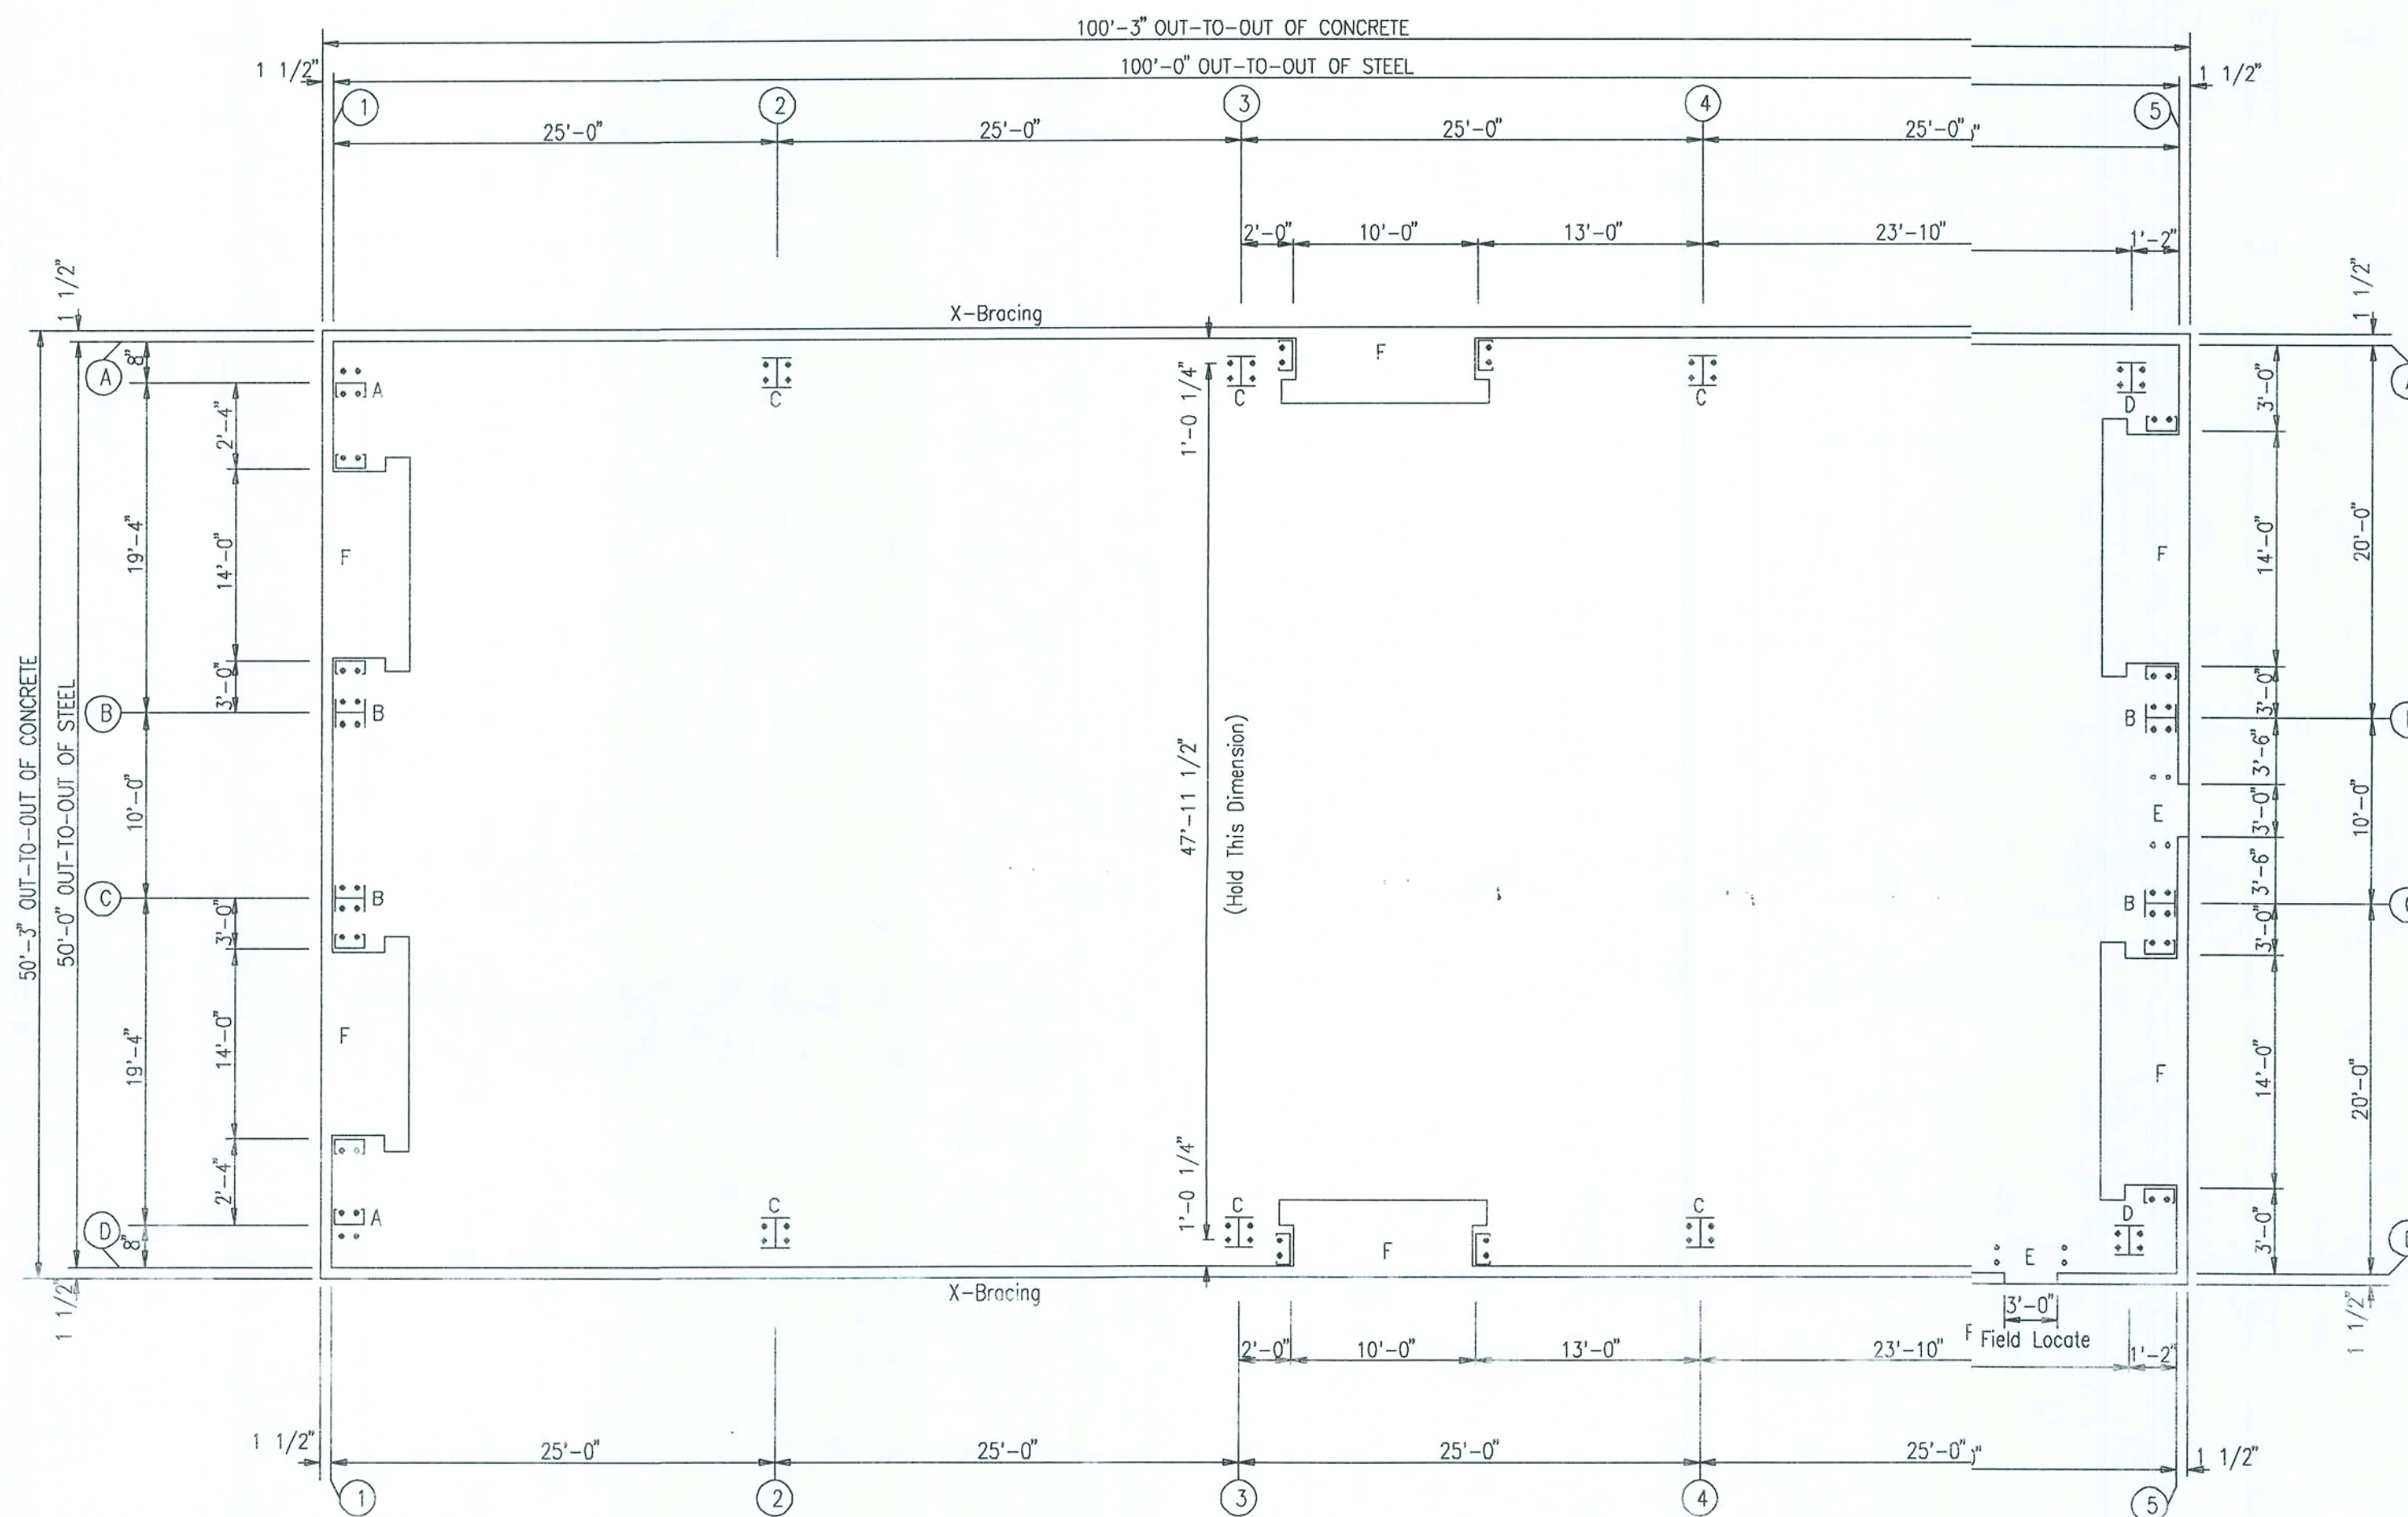 100'-3" OUT-TO-OUT OF CONCRETE
1 1/2"
100'-0" OUT-TO-OUT OF STEEL
1 1/2"
1
2
3
4
5
25'-0"
25'-0"
25'-0"
25'-0"
2'-0"
10'-0"
13'-0"
23'-10"
1'-2"
1 1/2"
X-Bracing
1 1/2"
A
8"
A
C
1'-0 1/4"
C
F
C
D
3'-0"
2'-4"
19'-4"
14'-0"
F
F
14'-0"
20'-0"
3'-0"
B
B
B
3'-0"
3'-6"
50'-3" OUT-TO-OUT OF CONCRETE
50'-0" OUT-TO-OUT OF STEEL
10'-0"
47'-11 1/2"
(Hold This Dimension)
E
3'-0"
10'-0"
3'-6"
C
B
B
3'-0"
3'-0"
19'-4"
14'-0"
F
F
14'-0"
20'-0"
2'-4"
A
D
8"
C
1'-0 1/4"
C
F
C
E
D
3'-0"
1 1/2"
X-Bracing
3'-0"
Field Locate
1 1/2"
2'-0"
10'-0"
13'-0"
23'-10"
1'-2"
1 1/2"
25'-0"
25'-0"
25'-0"
25'-0"
1 1/2"
1
2
3
4
5